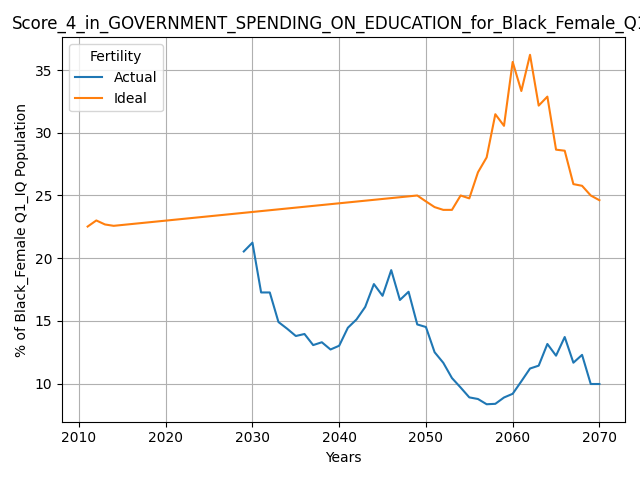 Score_4_in_GOVERNMENT_SPENDING_ON_EDUCATION_for_Black_Female_Q1
Fertility
Actual
Ideal
% of Black_Female Q1_IQ Population
35
30
25
20
15
10
2010 2020 2030 2040 2050 2060 2070
Years